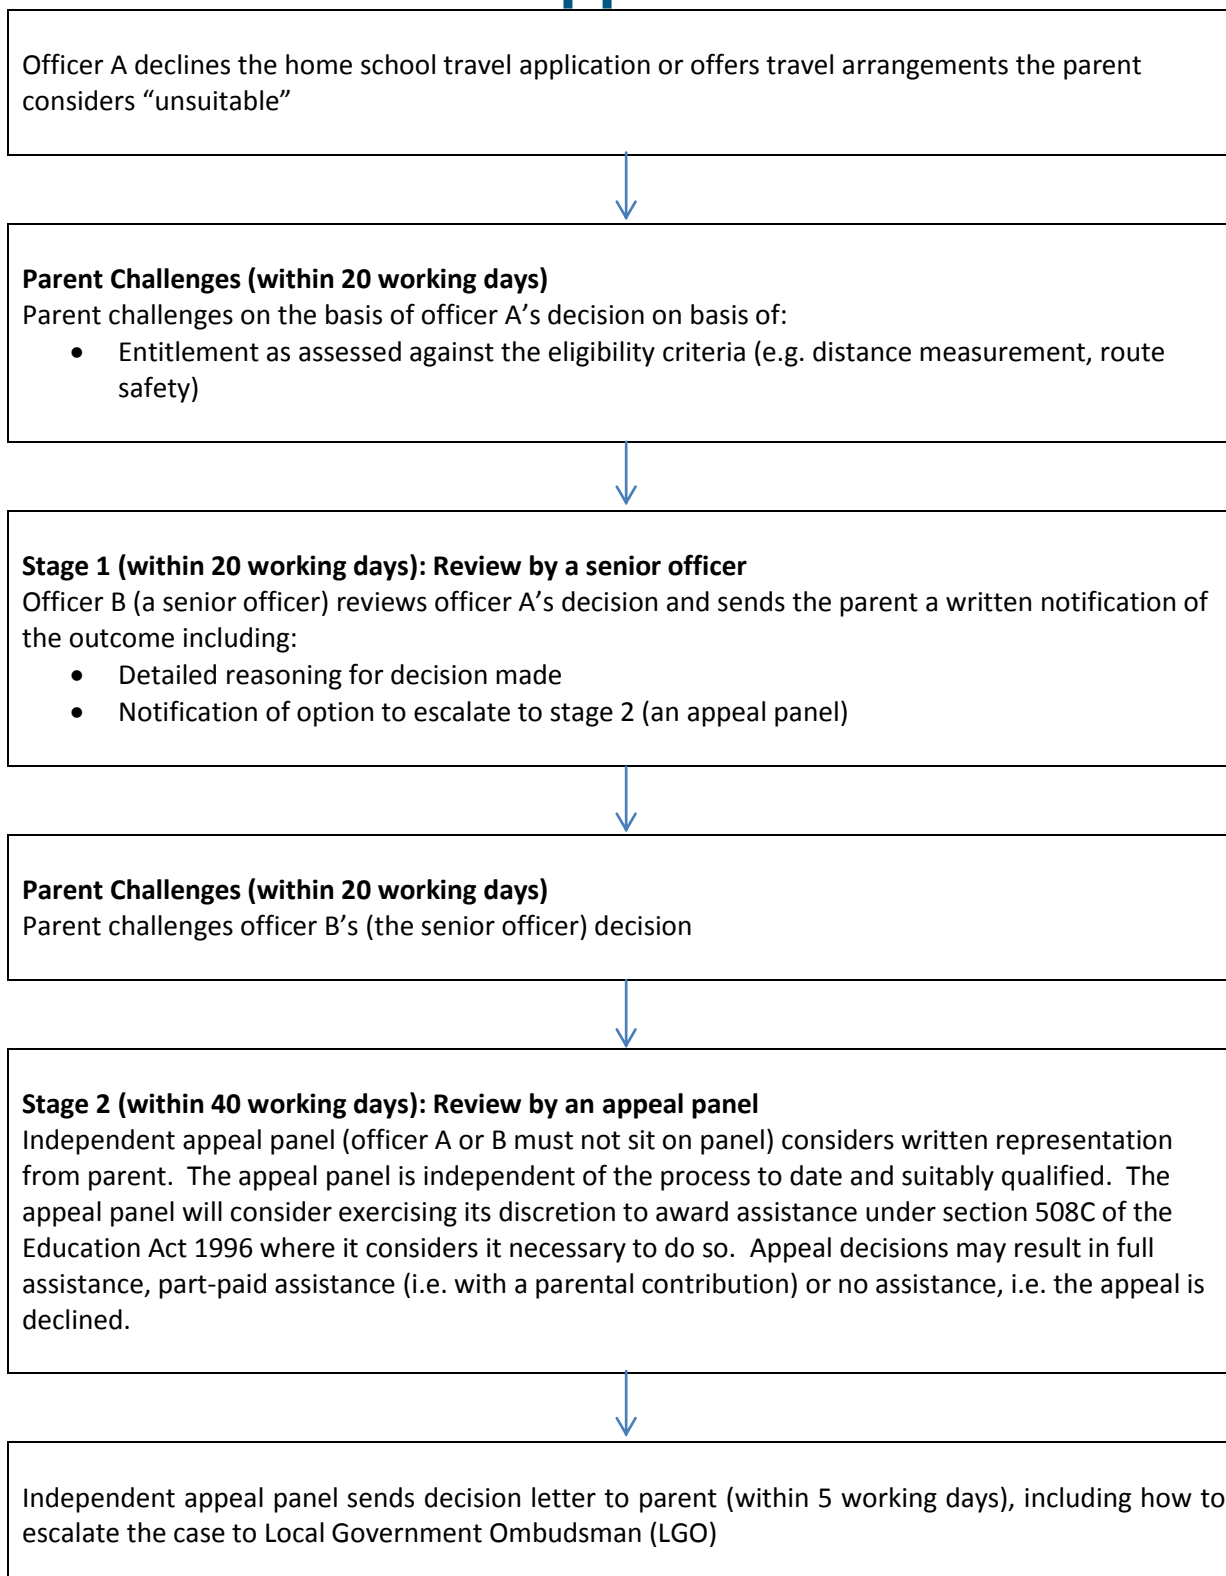 Officer A declines the home school travel application or offers travel arrangements the parent
considers “unsuitable”
Parent Challenges (within 20 working days)
Parent challenges on the basis of officer A’s decision on basis of:
• Entitlement as assessed against the eligibility criteria (e.g. distance measurement, route
safety)
Stage 1 (within 20 working days): Review by a senior officer
Officer B (a senior officer) reviews officer A’s decision and sends the parent a written notification of
the outcome including:
• Detailed reasoning for decision made
• Notification of option to escalate to stage 2 (an appeal panel)
Parent Challenges (within 20 working days)
Parent challenges officer B’s (the senior officer) decision
Stage 2 (within 40 working days): Review by an appeal panel
Independent appeal panel (officer A or B must not sit on panel) considers written representation
from parent.  The appeal panel is independent of the process to date and suitably qualified.  The
appeal panel will consider exercising its discretion to award assistance under section 508C of the
Education Act 1996 where it considers it necessary to do so.  Appeal decisions may result in full
assistance, part-paid assistance (i.e. with a parental contribution) or no assistance, i.e. the appeal is
declined.
Independent appeal panel sends decision letter to parent (within 5 working days), including how to
escalate the case to Local Government Ombudsman (LGO)